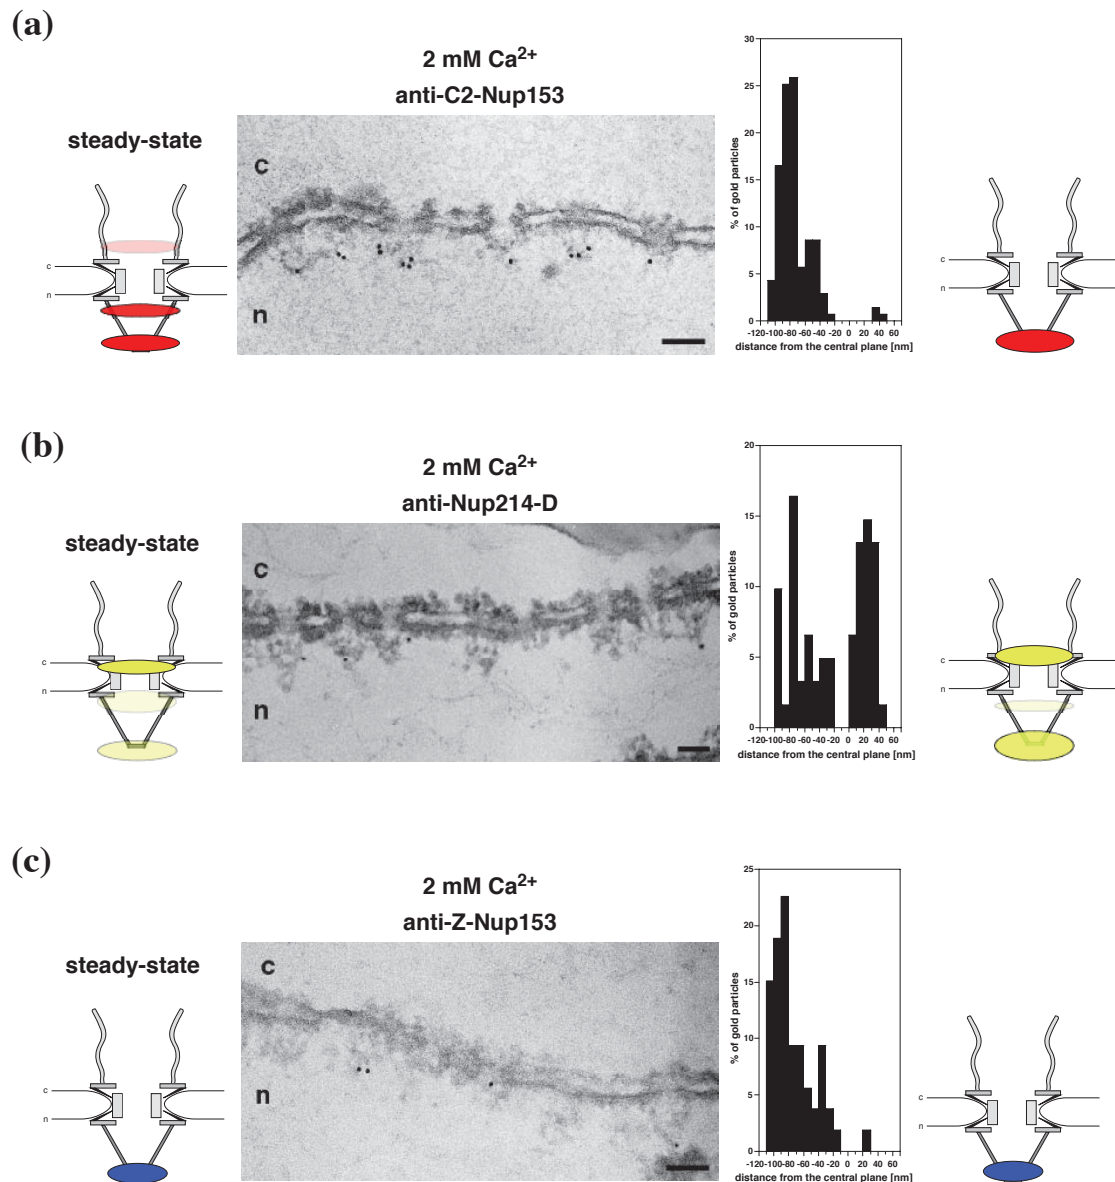 (a)
2 mM Ca2+
anti-C2-Nup153
steady-state
c
n
c
n
30
25
20
15
10
5
0
% of gold particles
-120 -100 -80 -60 -40 -20 0 20 40 60
distance from the central plane [nm]
c
n
(b)
2 mM Ca2+
anti-Nup214-D
steady-state
c
n
c
n
20
15
10
5
0
% of gold particles
-120 -100 -80 -60 -40 -20 0 20 40 60
distance from the central plane [nm]
c
n
(c)
2 mM Ca2+
anti-Z-Nup153
steady-state
c
n
c
n
25
20
15
10
5
0
% of gold particles
-120 -100 -80 -60 -40 -20 0 20 40 60
distance from the central plane [nm]
c
n